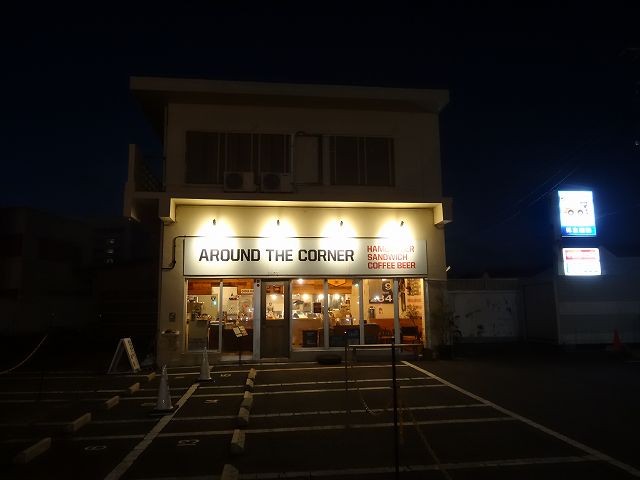 AROUND THE CORNER
HAMBURGER
SANDWICH
COFFEE BEER